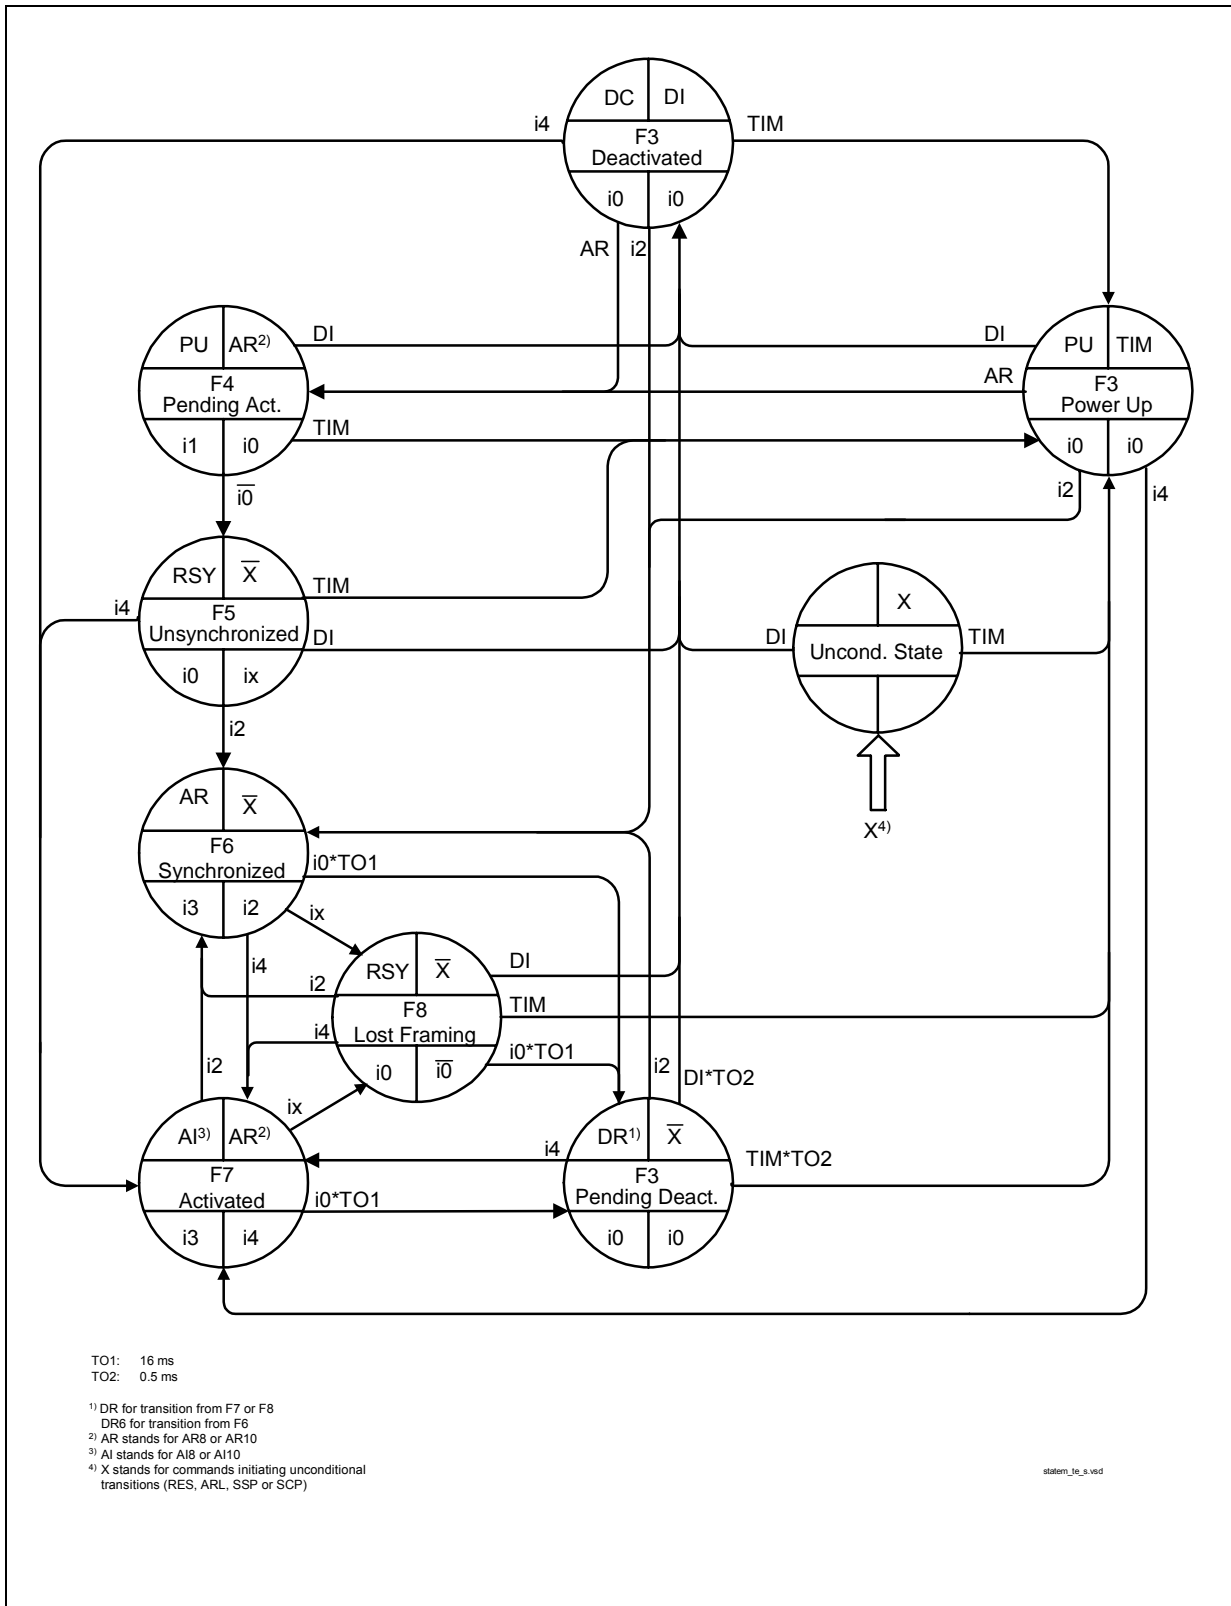 DC DI
i4 TIM
F3
Deactivated
i0 i0
AR i2
PU AR2) DI
F4
Pending Act.
i1 i0 TIM
i̅0̅
DI PU TIM
AR F3
Power Up
i0 i0
i2 i4
RSY X̅ TIM
i4 F5
Unsynchronized DI
i0 ix
i2
X
DI Uncond. State TIM
X4)
AR X̅
F6
Synchronized i0*TO1
i3 i2
ix
i4
RSY X̅ DI
i2 F8 TIM
i4 Lost Framing
i0 i̅0̅ i0*TO1
i2 ix i2 DI*TO2
AI3) AR2)
F7
Activated i0*TO1
i3 i4
i4 DR1) X̅
F3 TIM*TO2
Pending Deact.
i0 i0
TO1: 16 ms
TO2: 0.5 ms
1) DR for transition from F7 or F8
DR6 for transition from F6
2) AR stands for AR8 or AR10
3) AI stands for AI8 or AI10
4) X stands for commands initiating unconditional
transitions (RES, ARL, SSP or SCP)
statem_te_s.vsd